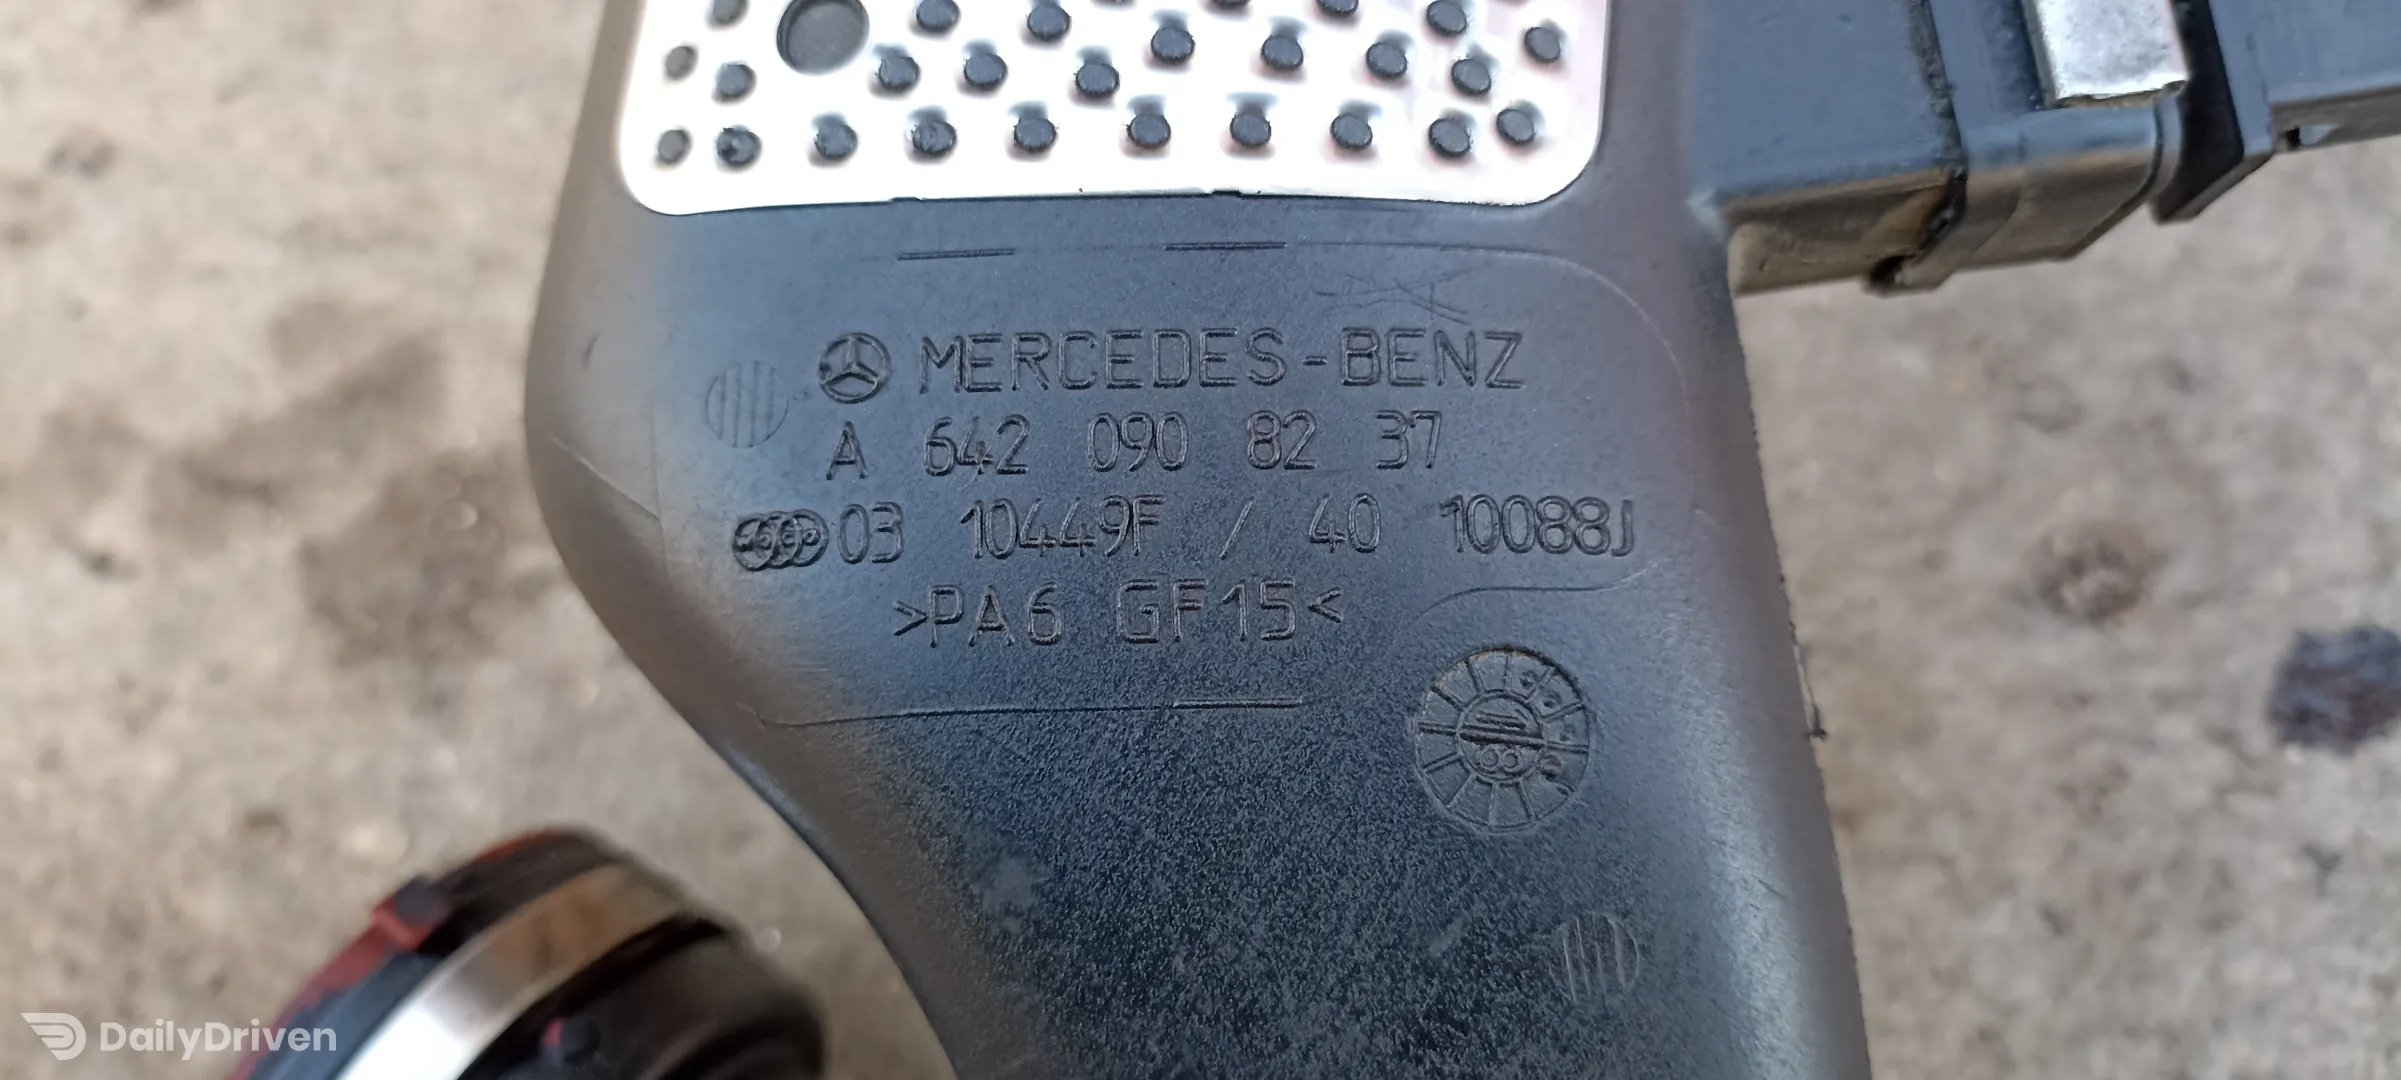 MERCEDES-BENZ
A 642 090 82 37
03 10449F / 40 10088J
>PA6 GF15<
DailyDriven